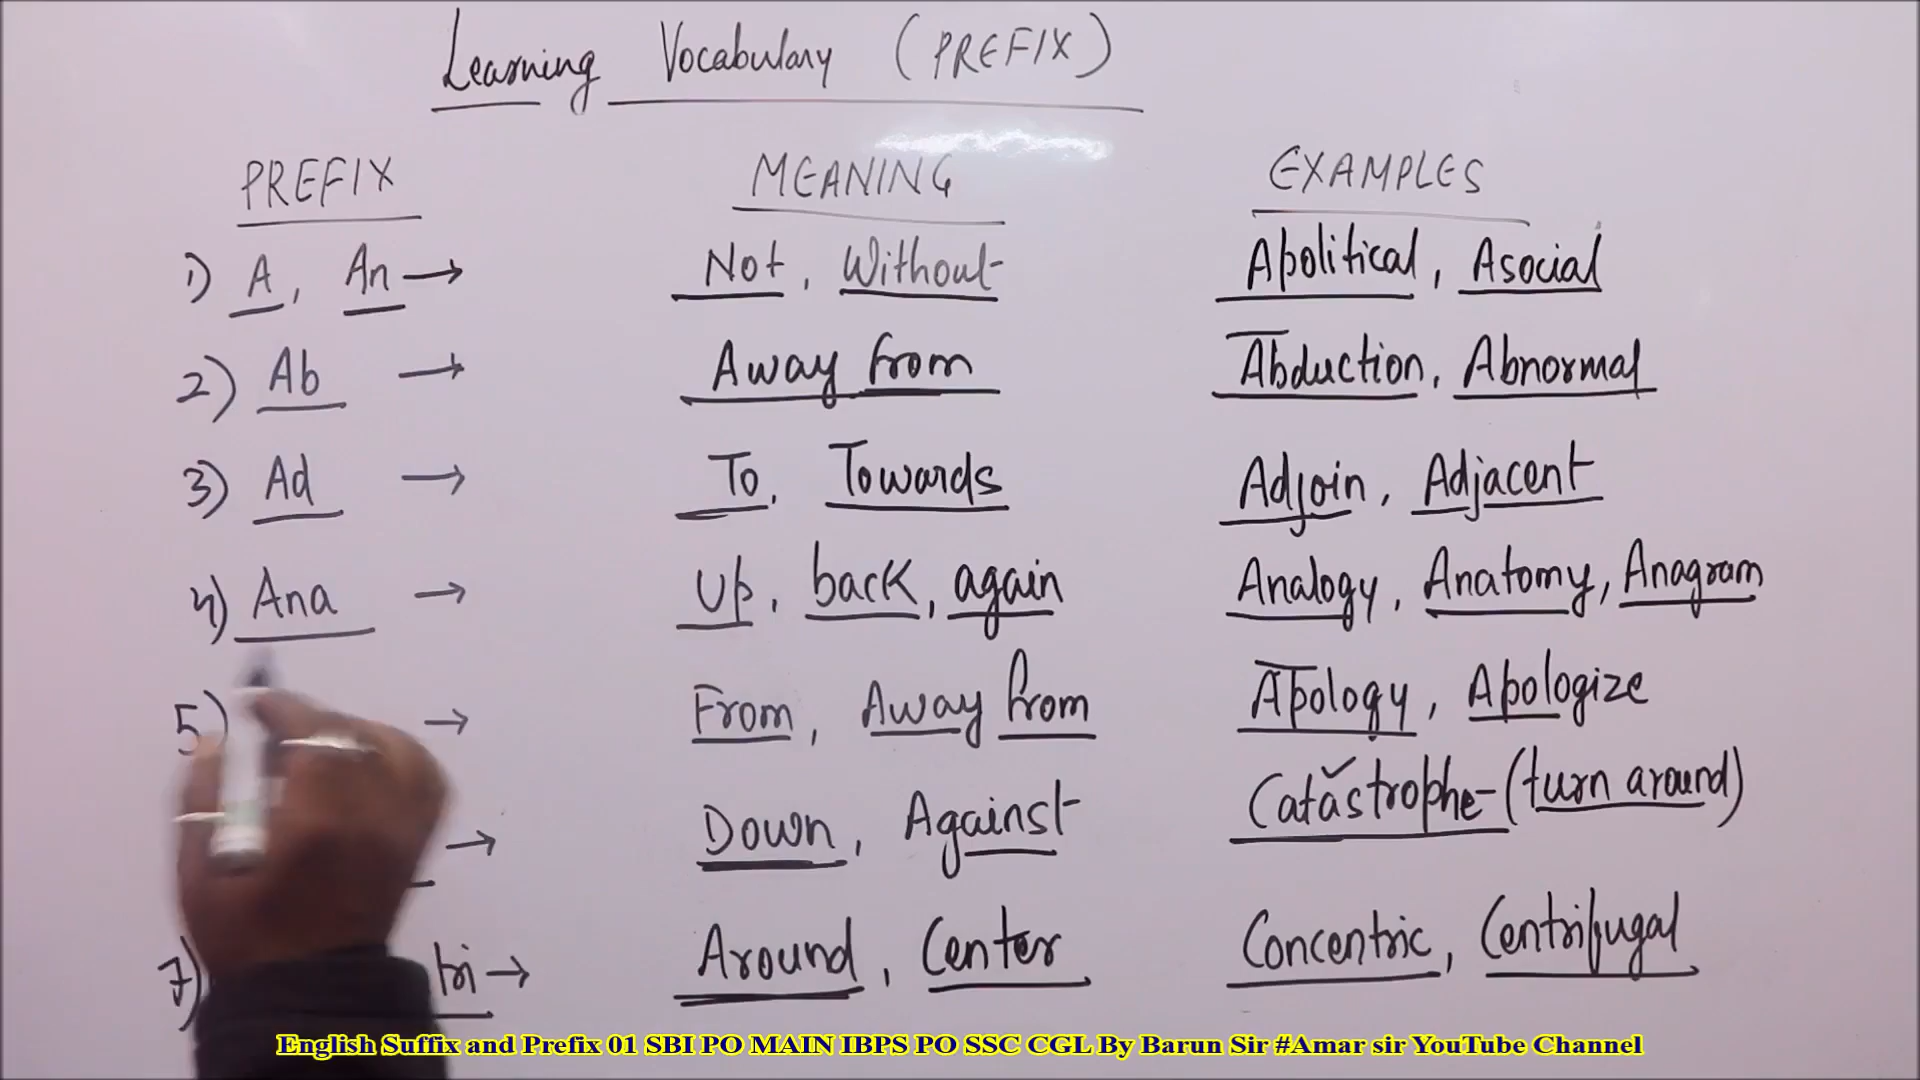 Learning Vocabulary (PREFIX)
PREFIX MEANING EXAMPLES
1) A, An → Not, Without Apolitical, Asocial
2) Ab → Away from Abduction, Abnormal
3) Ad → To, Towards Adjoin, Adjacent
4) Ana → Up, back, again Analogy, Anatomy, Anagram
5) → From, Away from Apology, Apologize
→ Down, Against Catastrophe - (turn around)
7) tri → Around, Center Concentric, Centrifugal
English Suffix and Prefix 01 SBI PO MAIN IBPS PO SSC CGL By Barun Sir #Amar sir YouTube Channel